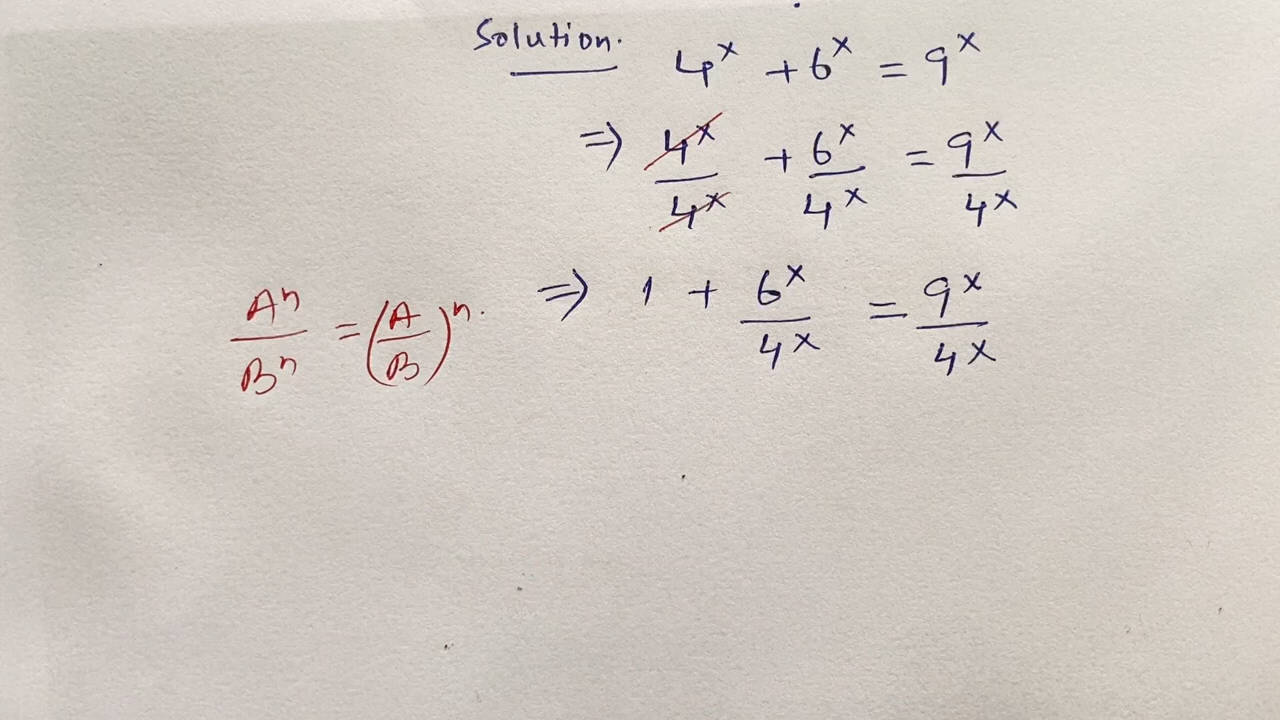 Solution. 4^x + 6^x = 9^x
⇒ 4^x/4^x + 6^x/4^x = 9^x/4^x
⇒ 1 + 6^x/4^x = 9^x/4^x
A^n/B^n = (A/B)^n.